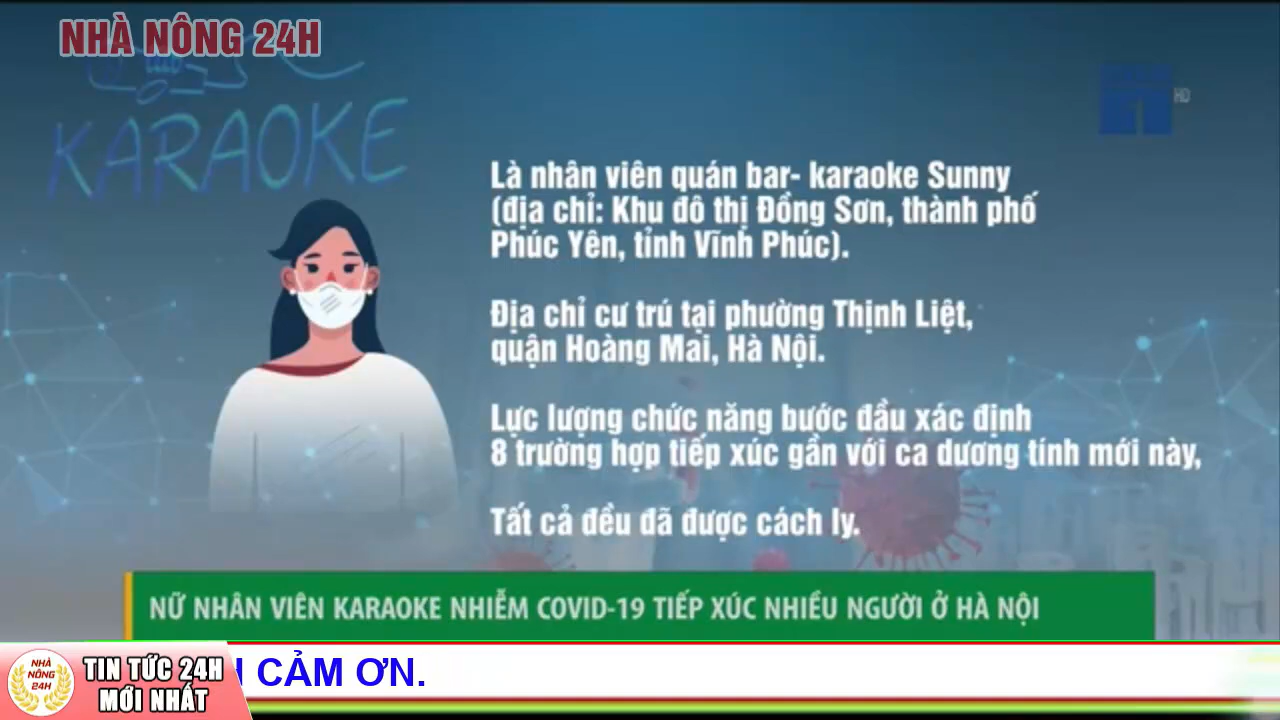 NHÀ NÔNG 24H
KARAOKE
HD
Là nhân viên quán bar- karaoke Sunny
(địa chỉ: Khu đô thị Đồng Sơn, thành phố
Phúc Yên, tỉnh Vĩnh Phúc).
Địa chỉ cư trú tại phường Thịnh Liệt,
quận Hoàng Mai, Hà Nội.
Lực lượng chức năng bước đầu xác định
8 trường hợp tiếp xúc gần với ca dương tính mới này,
Tất cả đều đã được cách ly.
NỮ NHÂN VIÊN KARAOKE NHIỄM COVID-19 TIẾP XÚC NHIỀU NGƯỜI Ở HÀ NỘI
NHÀ
NÔNG
24H
TIN TỨC 24H
MỚI NHẤT
CẢM ƠN.